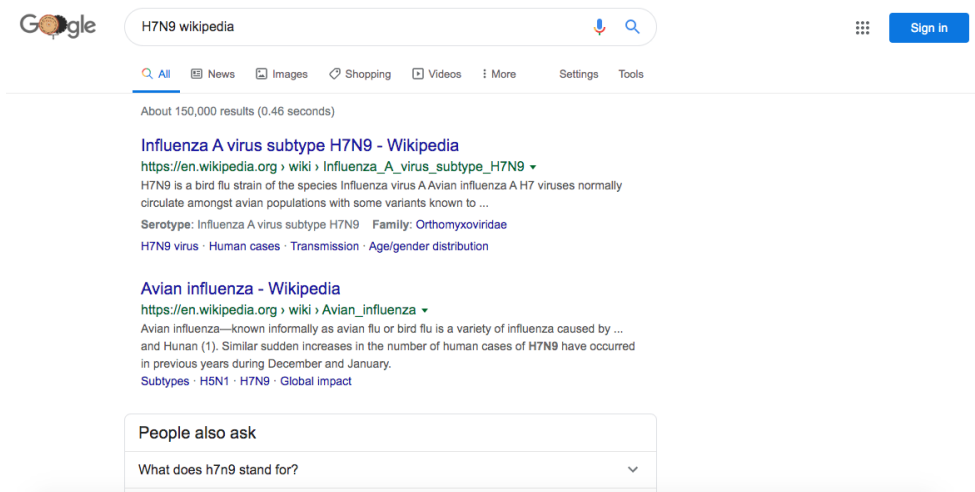 Google
H7N9 wikipedia
Sign in
All News Images Shopping Videos More Settings Tools
About 150,000 results (0.46 seconds)
Influenza A virus subtype H7N9 - Wikipedia
https://en.wikipedia.org › wiki › Influenza_A_virus_subtype_H7N9
H7N9 is a bird flu strain of the species Influenza virus A Avian influenza A H7 viruses normally
circulate amongst avian populations with some variants known to ...
Serotype: Influenza A virus subtype H7N9 Family: Orthomyxoviridae
H7N9 virus · Human cases · Transmission · Age/gender distribution
Avian influenza - Wikipedia
https://en.wikipedia.org › wiki › Avian_influenza
Avian influenza—known informally as avian flu or bird flu is a variety of influenza caused by ...
and Hunan (1). Similar sudden increases in the number of human cases of H7N9 have occurred
in previous years during December and January.
Subtypes · H5N1 · H7N9 · Global impact
People also ask
What does h7n9 stand for?